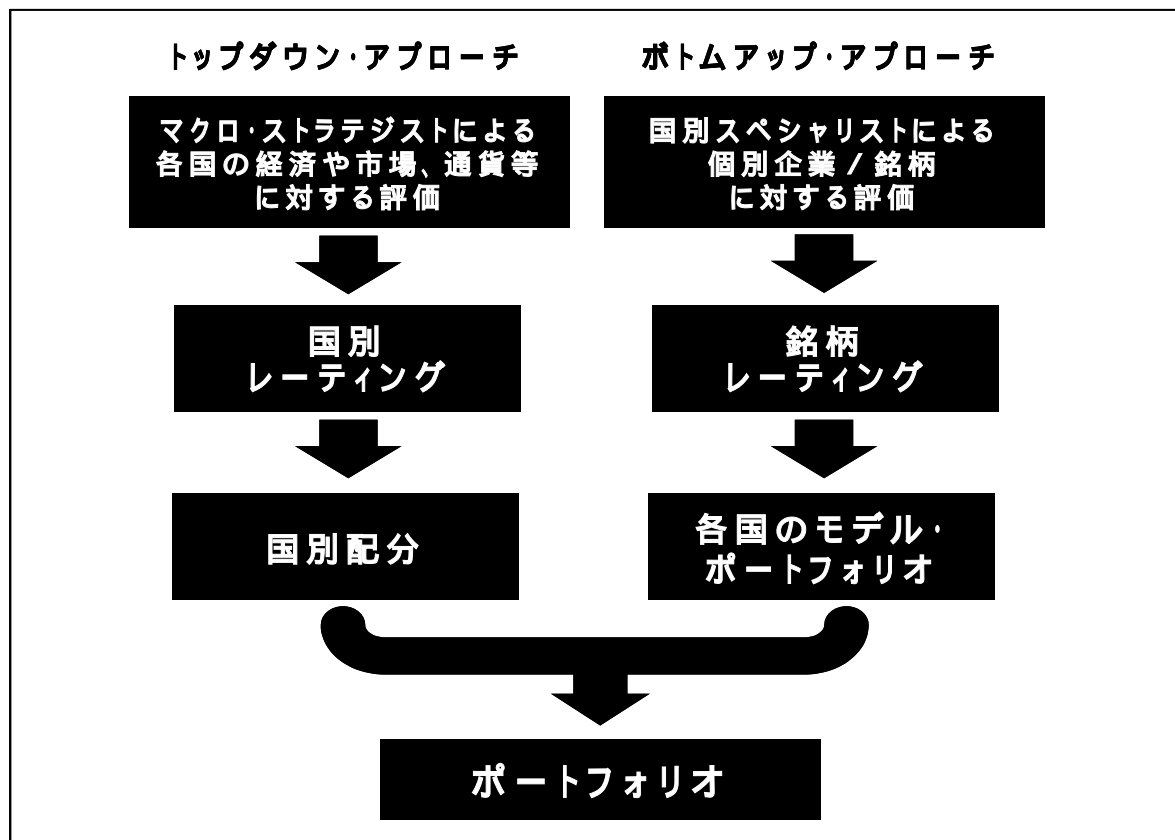 トップダウン・アプローチ
マクロ・ストラテジストによる
各国の経済や市場、通貨等
に対する評価
国別
レーティング
国別配分
ボトムアップ・アプローチ
国別スペシャリストによる
個別企業/銘柄
に対する評価
銘柄
レーティング
各国のモデル・
ポートフォリオ
ポートフォリオ